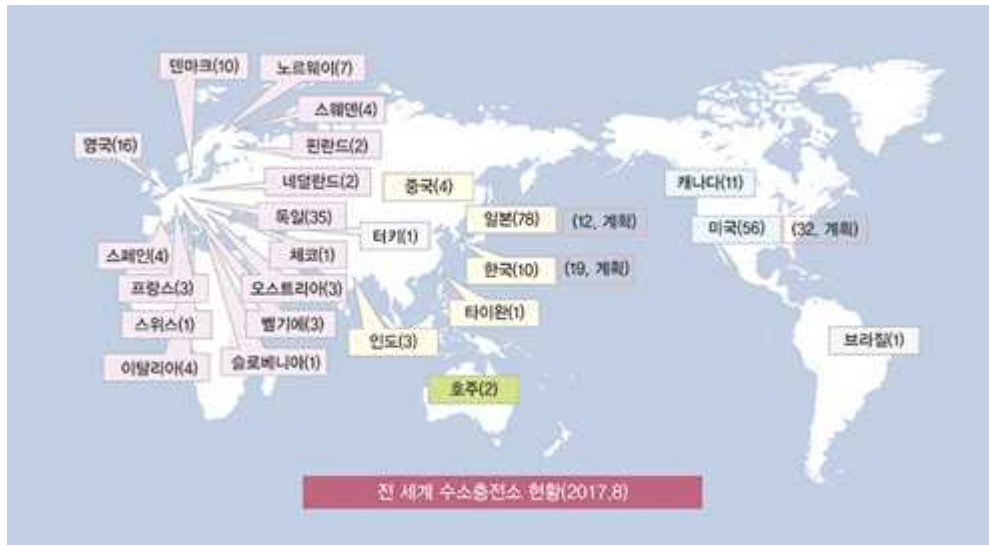 덴마크(10)
노르웨이(7)
스웨덴(4)
영국(16)
핀란드(2)
네덜란드(2)
중국(4)
캐나다(11)
독일(35)
일본(78)
(12, 계획)
터키(1)
미국(56)
(32, 계획)
스페인(4)
체코(1)
한국(10)
(19, 계획)
프랑스(3)
오스트리아(3)
타이완(1)
스위스(1)
벨기에(3)
인도(3)
브라질(1)
이탈리아(4)
슬로베니아(1)
호주(2)
전 세계 수소충전소 현황(2017.8)